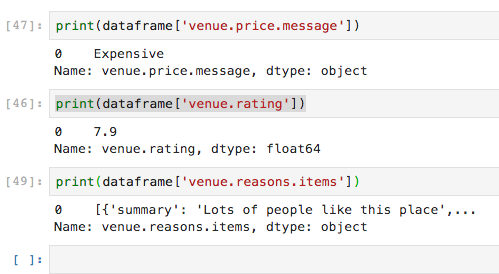 [47]: print(dataframe['venue.price.message'])
0    Expensive
Name: venue.price.message, dtype: object
[46]: print(dataframe['venue.rating'])
0    7.9
Name: venue.rating, dtype: float64
[49]: print(dataframe['venue.reasons.items'])
0    [{'summary': 'Lots of people like this place',...
Name: venue.reasons.items, dtype: object
[ ]: